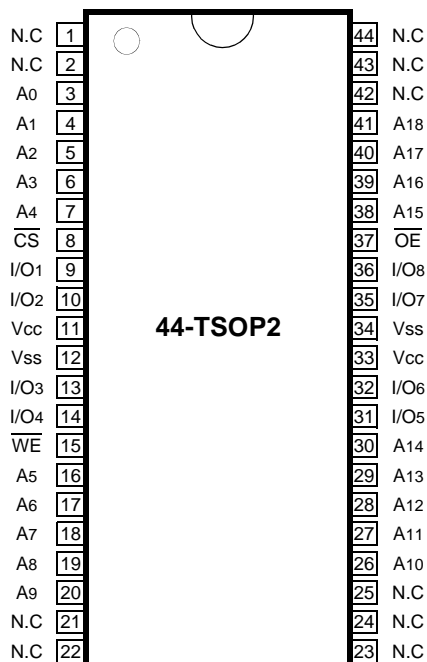 N.C 1 44 N.C
N.C 2 43 N.C
A0 3 42 N.C
A1 4 41 A18
A2 5 40 A17
A3 6 39 A16
A4 7 38 A15
CS 8 37 OE
I/O1 9 36 I/O8
I/O2 10 35 I/O7
Vcc 11 44-TSOP2 34 Vss
Vss 12 33 Vcc
I/O3 13 32 I/O6
I/O4 14 31 I/O5
WE 15 30 A14
A5 16 29 A13
A6 17 28 A12
A7 18 27 A11
A8 19 26 A10
A9 20 25 N.C
N.C 21 24 N.C
N.C 22 23 N.C